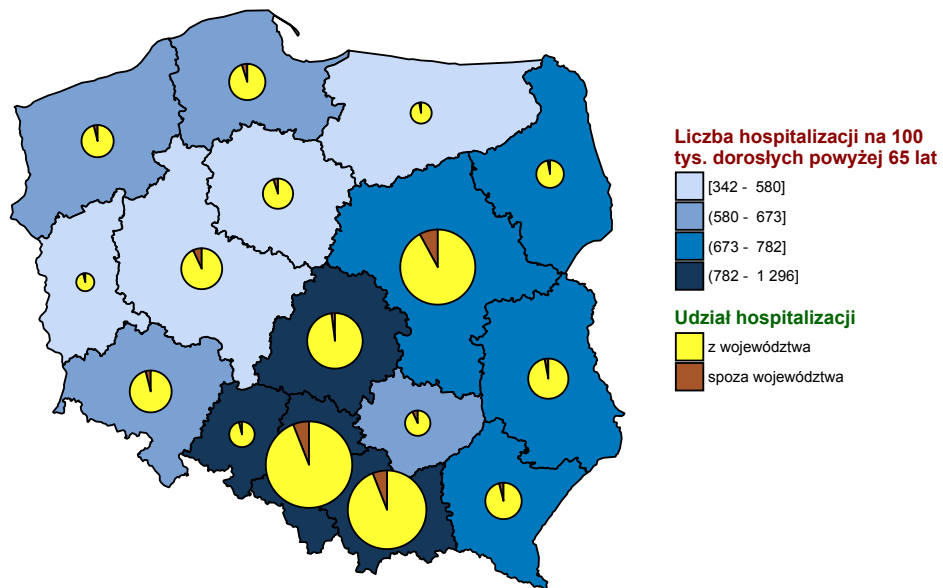 Liczba hospitalizacji na 100
tys. dorosłych powyżej 65 lat
[342 - 580]
(580 - 673]
(673 - 782]
(782 - 1 296]
Udział hospitalizacji
z województwa
spoza województwa